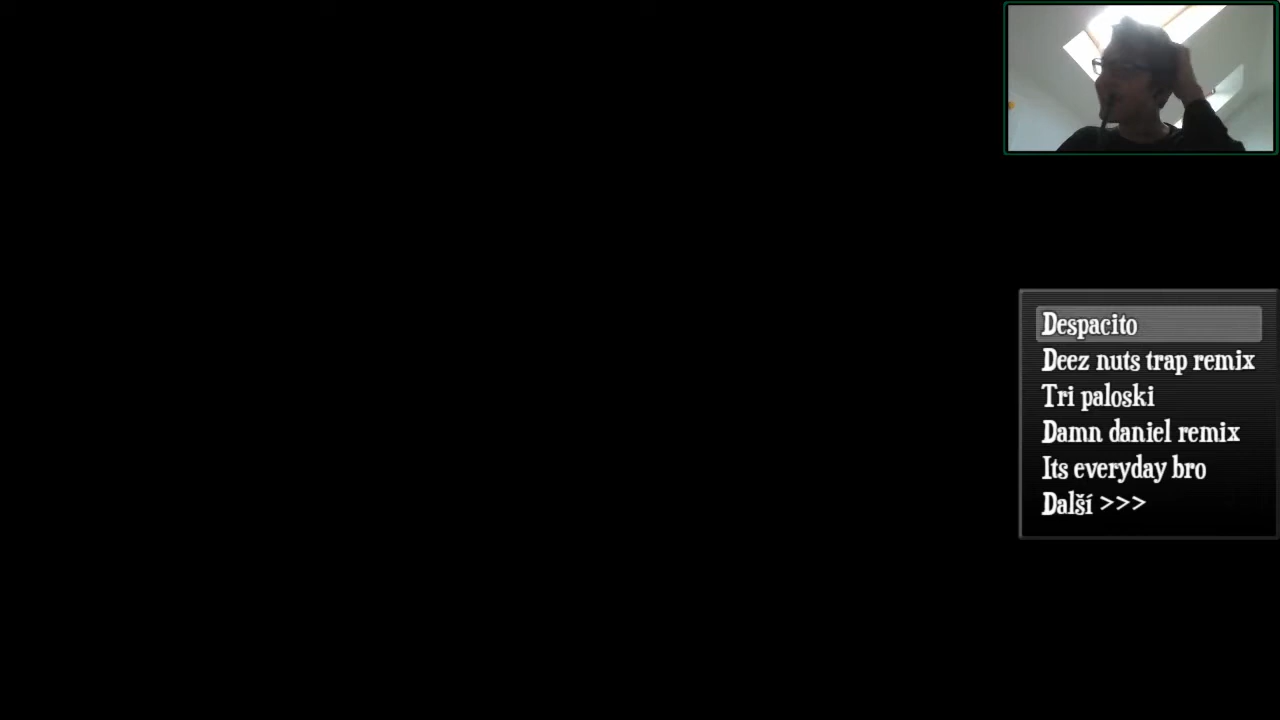 Despacito
Deez nuts trap remix
Tri paloski
Damn daniel remix
Its everyday bro
Další >>>